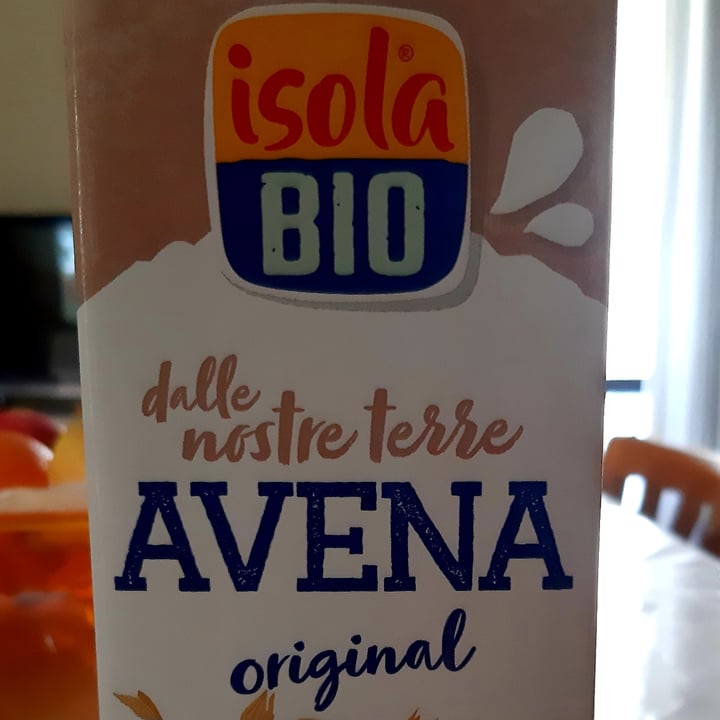 isola®
BIO
dalle
nostre terre
AVENA
original